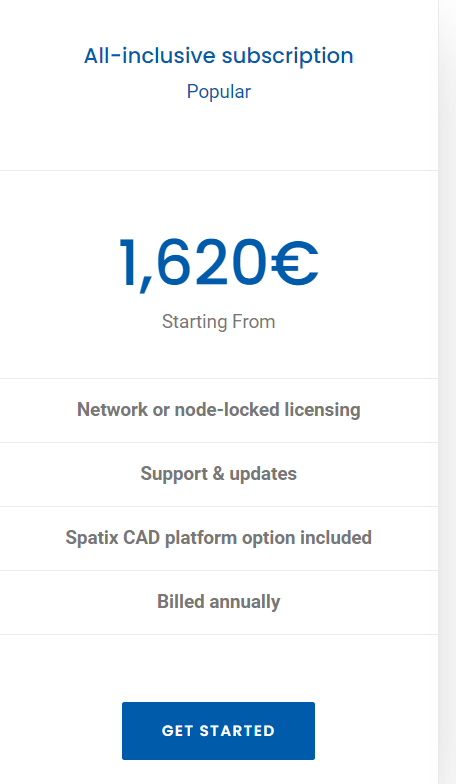 All-inclusive subscription
Popular
1,620€
Starting From
Network or node-locked licensing
Support & updates
Spatix CAD platform option included
Billed annually
GET STARTED